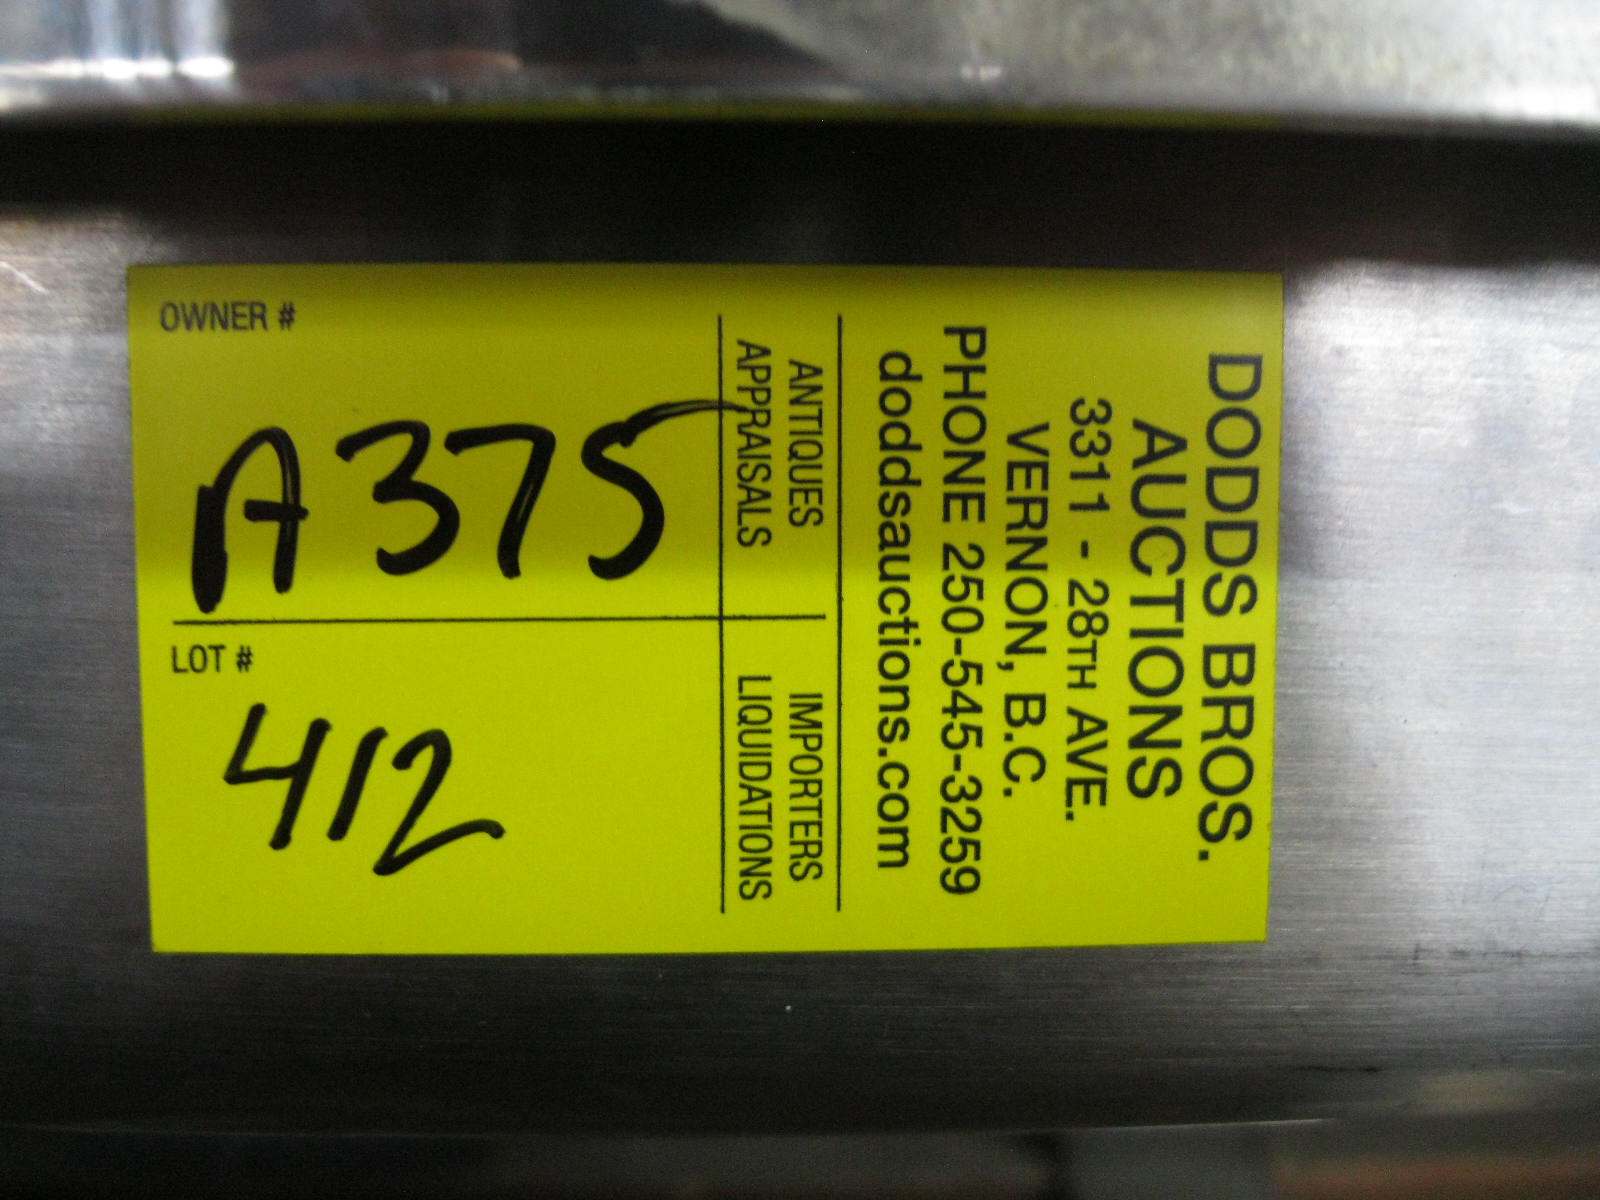 DODDS BROS.
AUCTIONS
3311 - 28TH AVE.
VERNON, B.C.
PHONE 250-545-3259
doddsauctions.com
ANTIQUES IMPORTERS
APPRAISALS LIQUIDATIONS
OWNER #
A375
LOT #
412